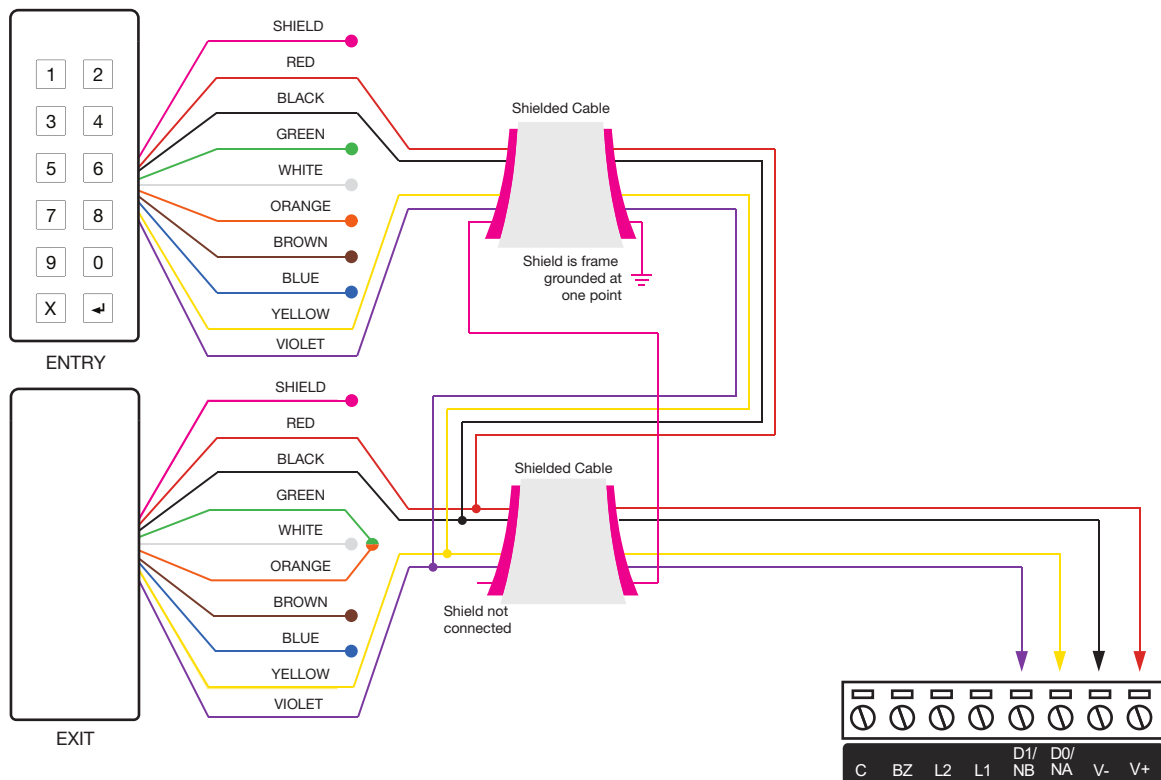 1 2
3 4
5 6
7 8
9 0
X ↵
ENTRY
SHIELD
RED
BLACK
GREEN
WHITE
ORANGE
BROWN
BLUE
YELLOW
VIOLET
Shielded Cable
Shield is frame
grounded at
one point
EXIT
SHIELD
RED
BLACK
GREEN
WHITE
ORANGE
BROWN
BLUE
YELLOW
VIOLET
Shielded Cable
Shield not
connected
C BZ L2 L1 D1/ NB D0/ NA V- V+